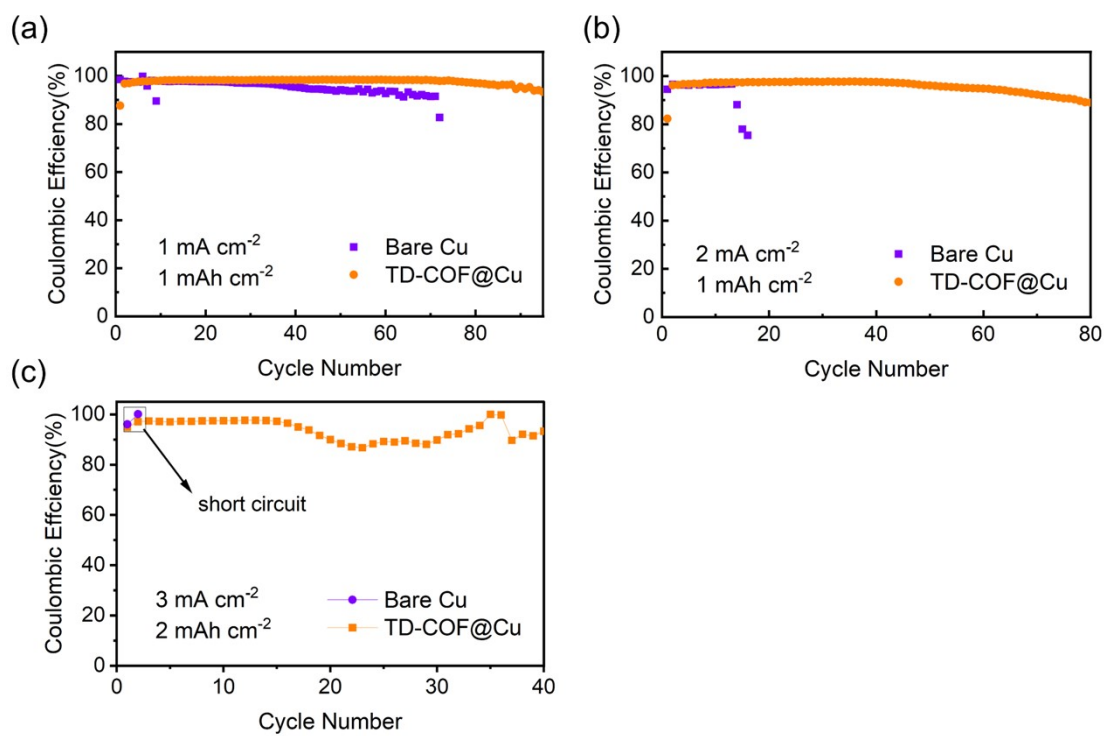 (a)
Coulombic Effciency(%)
100
80
60
40
20
0
1 mA cm-2
1 mAh cm-2
Bare Cu
TD-COF@Cu
0 20 40 60 80
Cycle Number
(b)
Coulombic Effciency(%)
100
80
60
40
20
0
2 mA cm-2
1 mAh cm-2
Bare Cu
TD-COF@Cu
0 20 40 60 80
Cycle Number
(c)
Coulombic Effciency(%)
100
80
60
40
20
0
short circuit
3 mA cm-2
2 mAh cm-2
Bare Cu
TD-COF@Cu
0 10 20 30 40
Cycle Number